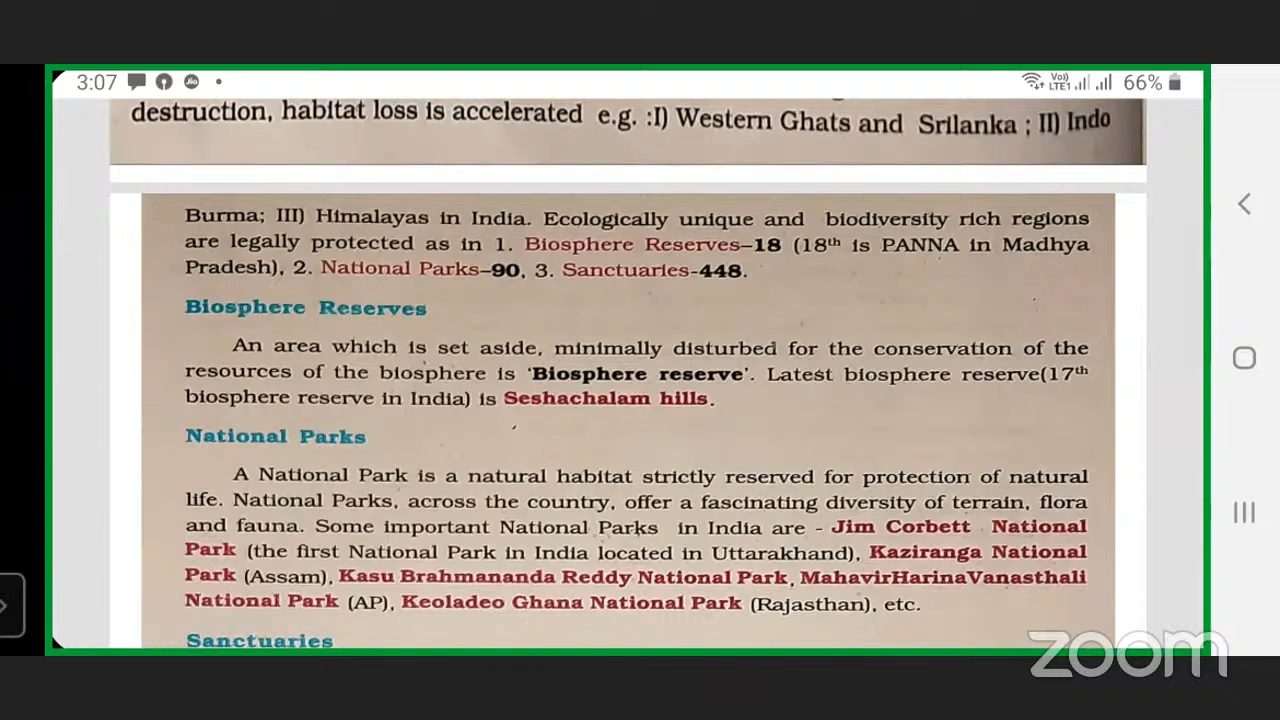 3:07
Vo)) LTE1 66%
destruction, habitat loss is accelerated e.g. :I) Western Ghats and Srilanka ; II) Indo
Burma; III) Himalayas in India. Ecologically unique and biodiversity rich regions
are legally protected as in 1. Biosphere Reserves–18 (18th is PANNA in Madhya
Pradesh), 2. National Parks–90, 3. Sanctuaries-448.
Biosphere Reserves
An area which is set aside, minimally disturbed for the conservation of the
resources of the biosphere is 'Biosphere reserve'. Latest biosphere reserve(17th
biosphere reserve in India) is Seshachalam hills.
National Parks
A National Park is a natural habitat strictly reserved for protection of natural
life. National Parks, across the country, offer a fascinating diversity of terrain, flora
and fauna. Some important National Parks in India are - Jim Corbett National
Park (the first National Park in India located in Uttarakhand), Kaziranga National
Park (Assam), Kasu Brahmananda Reddy National Park, MahavirHarinaVanasthali
National Park (AP), Keoladeo Ghana National Park (Rajasthan), etc.
Sanctuaries
zoom